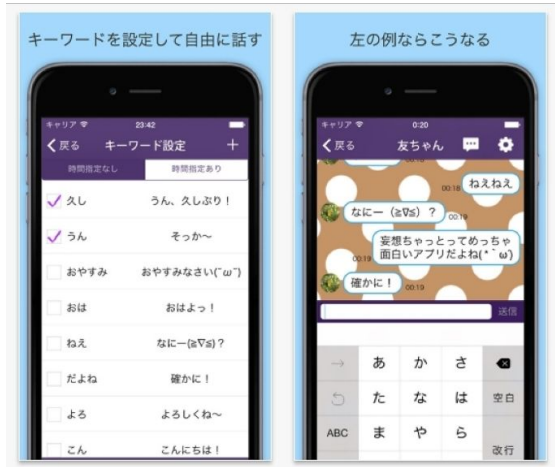 キーワードを設定して自由に話す
キャリア 23:42
戻る キーワード設定 +
時間指定なし 時間指定あり
久し うん、久しぶり！
うん そっか〜
おやすみ おやすみなさい(˘ω˘)
おは おはよっ！
ねえ なにー(≧∇≦)？
だよね 確かに！
よろ よろしくね〜
こん こんにちは！
左の例ならこうなる
キャリア 0:20
戻る 友ちゃん
00:18 ねえねえ
なにー（≧∇≦）？ 00:19
妄想ちゃっとってめっちゃ
00:19 面白いアプリだよね(*｀ω')
確かに！ 00:19
送信
→ あ か さ
た な は 空白
ABC ま や ら
改行